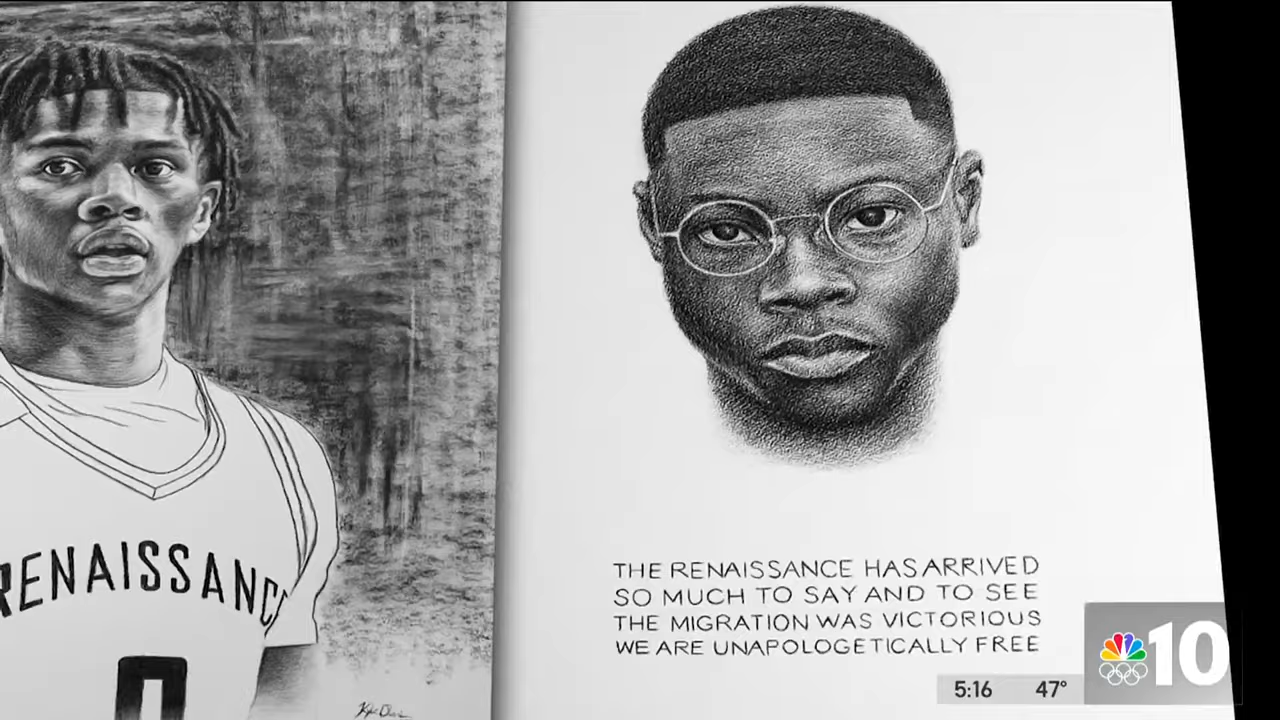 RENAISSANC
0
THE RENAISSANCE HAS ARRIVED
SO MUCH TO SAY AND TO SEE
THE MIGRATION WAS VICTORIOUS
WE ARE UNAPOLOGETICALLY FREE
5:16 47°
10